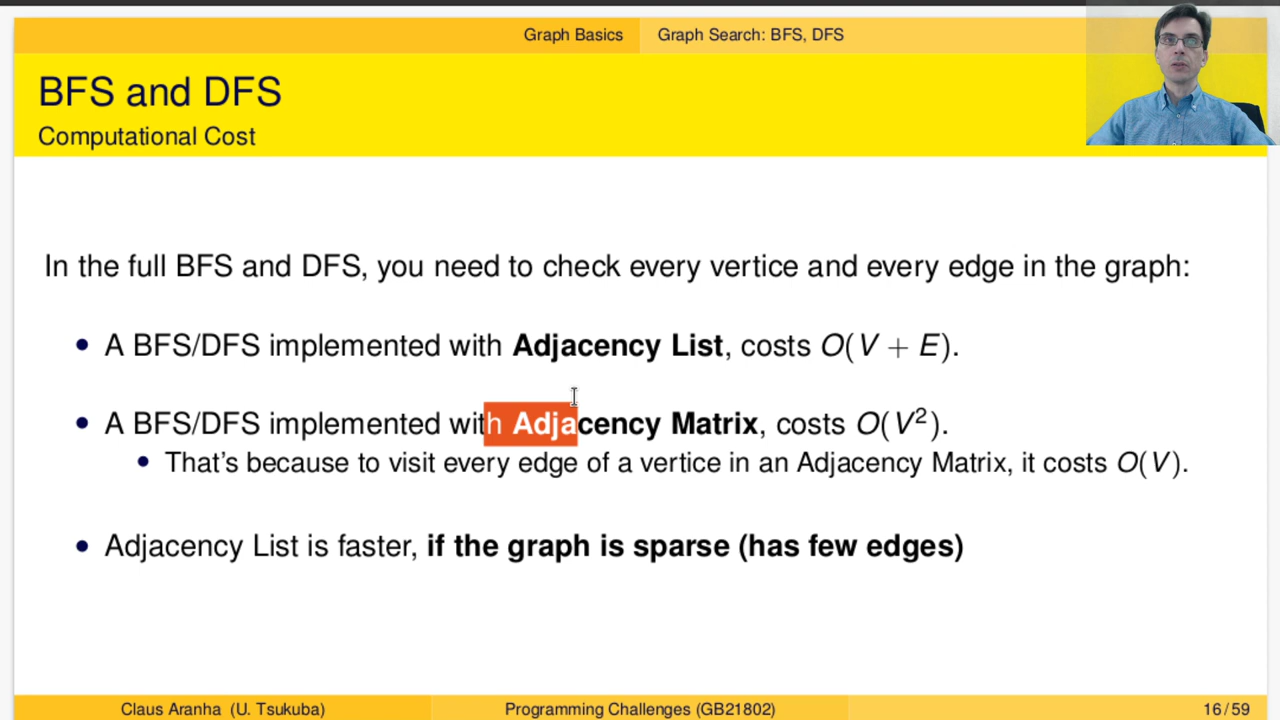 Graph Basics Graph Search: BFS, DFS
BFS and DFS
Computational Cost
In the full BFS and DFS, you need to check every vertice and every edge in the graph:
• A BFS/DFS implemented with Adjacency List, costs O(V + E).
• A BFS/DFS implemented with Adjacency Matrix, costs O(V²).
• That's because to visit every edge of a vertice in an Adjacency Matrix, it costs O(V).
• Adjacency List is faster, if the graph is sparse (has few edges)
Claus Aranha (U. Tsukuba) Programming Challenges (GB21802) 16 / 59